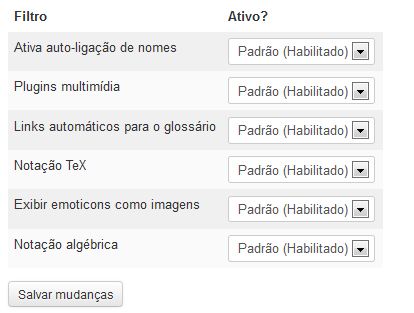 Filtro Ativo?
Ativa auto-ligação de nomes Padrão (Habilitado)
Plugins multimídia Padrão (Habilitado)
Links automáticos para o glossário Padrão (Habilitado)
Notação TeX Padrão (Habilitado)
Exibir emoticons como imagens Padrão (Habilitado)
Notação algébrica Padrão (Habilitado)
Salvar mudanças